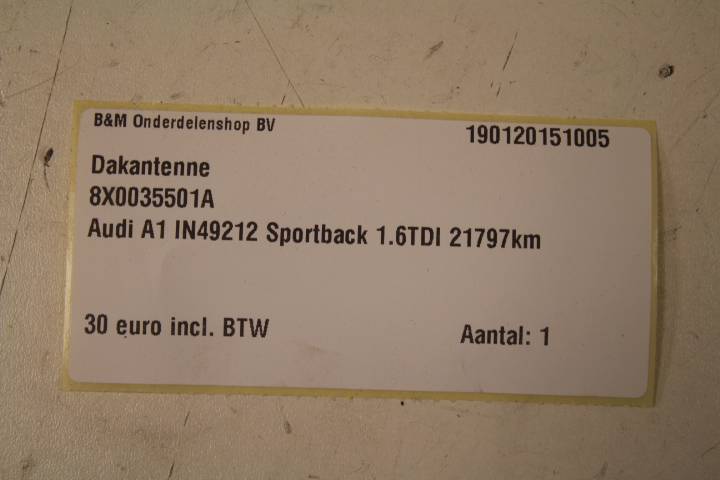 B&M Onderdelenshop BV 190120151005
Dakantenne
8X0035501A
Audi A1 IN49212 Sportback 1.6TDI 21797km
30 euro incl. BTW Aantal: 1